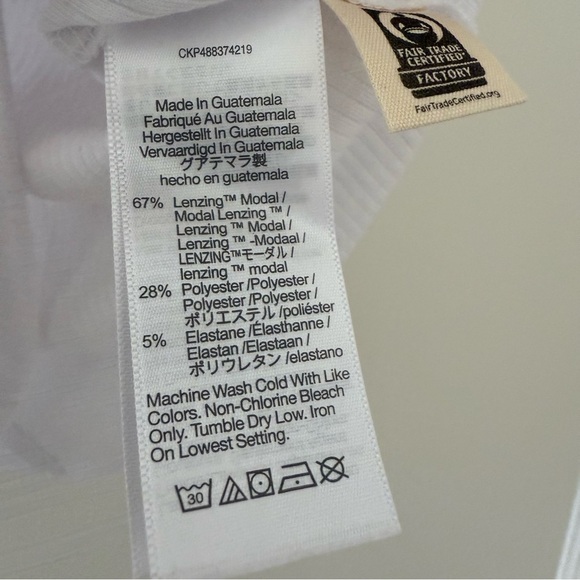 CKP488374219
FAIR TRADE
CERTIFIED
FACTORY
FairTradeCertified.org
Made In Guatemala
Fabriqué Au Guatemala
Hergestellt In Guatemala
Vervaardigd In Guatemala
グアテマラ製
hecho en guatemala
67% Lenzing™ Modal /
Modal Lenzing ™ /
Lenzing ™ Modal /
Lenzing ™ -Modaal /
LENZING™モーダル /
lenzing ™ modal
28% Polyester /Polyester /
Polyester /Polyester /
ポリエステル /poliéster
5% Elastane /Élasthanne /
Elastan /Elastaan /
ポリウレタン /elastano
Machine Wash Cold With Like
Colors. Non-Chlorine Bleach
Only. Tumble Dry Low. Iron
On Lowest Setting.
30